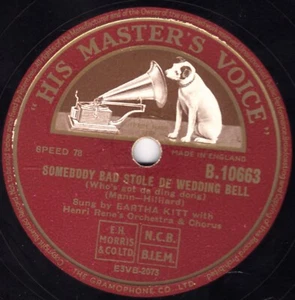 "HIS MASTER'S VOICE"
SPEED 78
MADE IN ENGLAND
B.10663
SOMEBODY BAD STOLE DE WEDDING BELL
(Who's got de ding dong)
(Mann—Hilliard)
Sung by EARTHA KITT with
Henri Rene's Orchestra & Chorus
E.H. MORRIS & CO LTD
N.C.B.
B.I.E.M.
E3VB-2073
THE GRAMOPHONE CO. LTD.